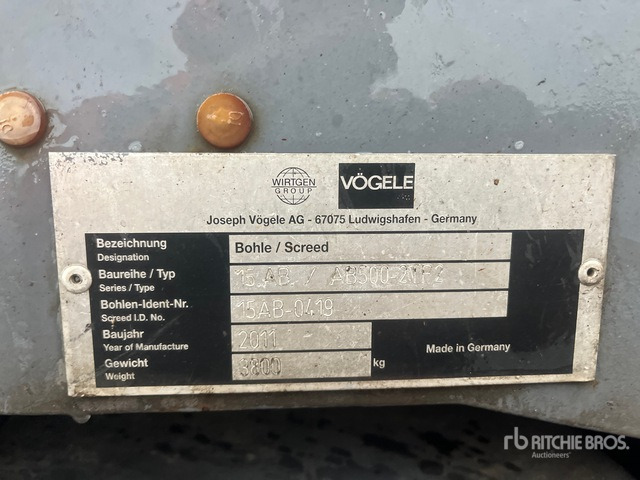 WIRTGEN
GROUP
VÖGELE
Joseph Vögele AG - 67075 Ludwigshafen - Germany
Bezeichnung
Designation
Bohle / Screed
Baureihe / Typ
Series / Type
15.AB. / AB500-2TP2
Bohlen-Ident-Nr.
Screed I.D. No.
15AB-0419
Baujahr
Year of Manufacture
2011
Gewicht
Weight
3800
kg
Made in Germany
rb RITCHIE BROS.
Auctioneers